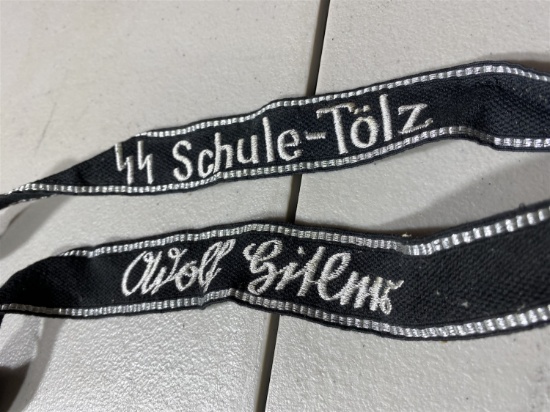 ᛋᛋ Schule-Tölz
Adolf Hitler